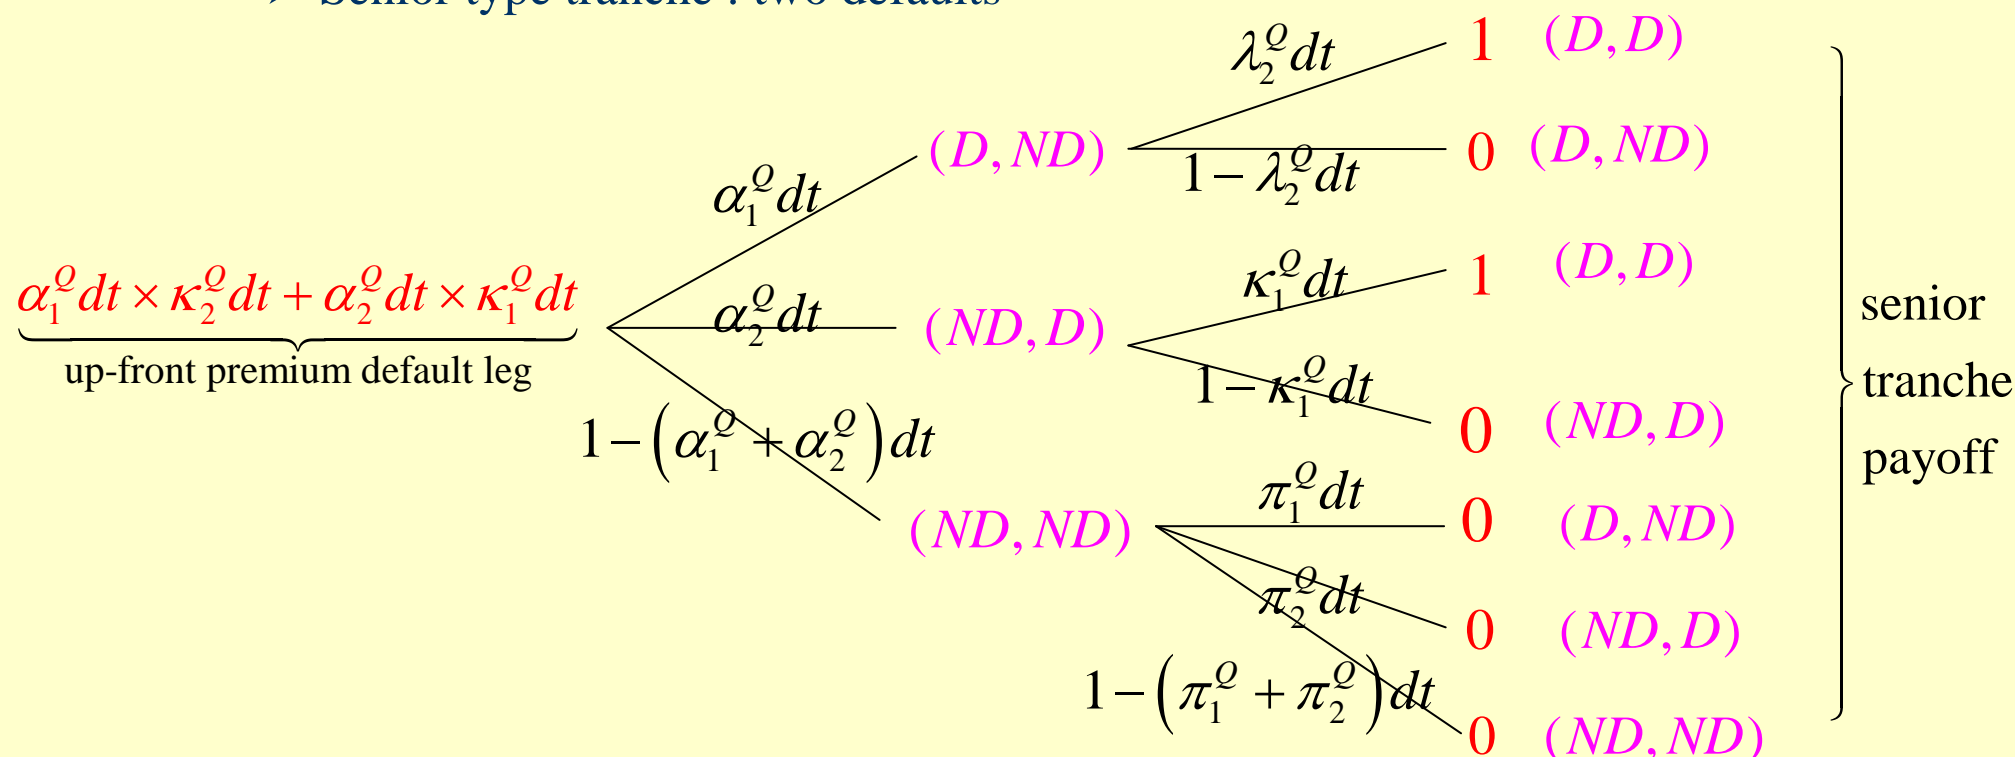 ➢ Senior type tranche : two defaults
λ₂^Q dt
1 (D, D)
(D, ND)
0 (D, ND)
1 − λ₂^Q dt
α₁^Q dt
κ₁^Q dt
1 (D, D)
α₁^Q dt × κ₂^Q dt + α₂^Q dt × κ₁^Q dt
up-front premium default leg
α₂^Q dt
(ND, D)
1 − κ₁^Q dt
0 (ND, D)
1 − (α₁^Q + α₂^Q) dt
(ND, ND)
π₁^Q dt
0 (D, ND)
π₂^Q dt
0 (ND, D)
1 − (π₁^Q + π₂^Q) dt
0 (ND, ND)
senior
tranche
payoff